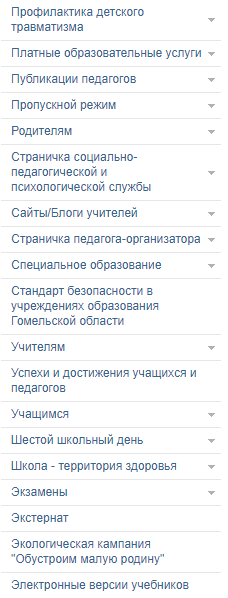 Профилактика детского
травматизма
Платные образовательные услуги
Публикации педагогов
Пропускной режим
Родителям
Страничка социально-
педагогической и
психологической службы
Сайты/Блоги учителей
Страничка педагога-организатора
Специальное образование
Стандарт безопасности в
учреждениях образования
Гомельской области
Учителям
Успехи и достижения учащихся и
педагогов
Учащимся
Шестой школьный день
Школа - территория здоровья
Экзамены
Экстернат
Экологическая кампания
"Обустроим малую родину"
Электронные версии учебников